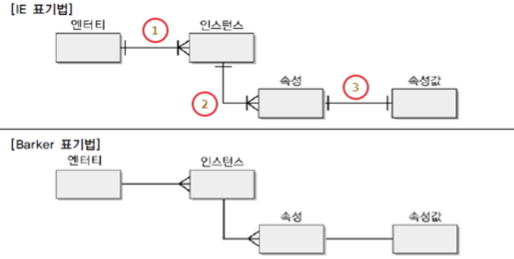 [IE 표기법]
엔터티 인스턴스
1
속성 속성값
2 3
[Barker 표기법]
엔터티 인스턴스
속성 속성값